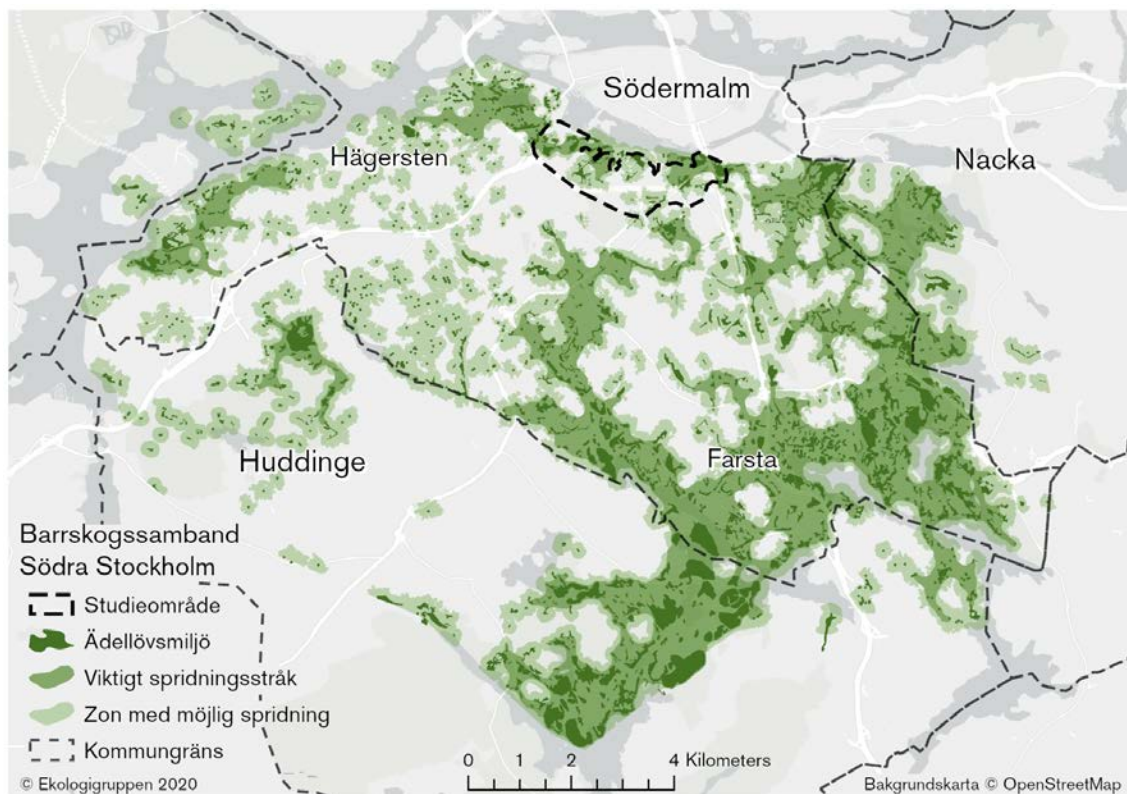 Södermalm
Nacka
Hägersten
Huddinge
Farsta
Barrskogssamband
Södra Stockholm
Studieområde
Ädellövsmiljö
Viktigt spridningsstråk
Zon med möjlig spridning
Kommungräns
0 1 2 4 Kilometers
© Ekologigruppen 2020
Bakgrundskarta © OpenStreetMap